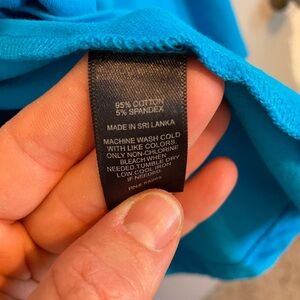 95% COTTON
5% SPANDEX
MADE IN SRI LANKA
MACHINE WASH COLD
WITH LIKE COLORS.
ONLY NON-CHLORINE
BLEACH WHEN
NEEDED.TUMBLE DRY
LOW.COOL IRON
IF NEEDED.
RN#